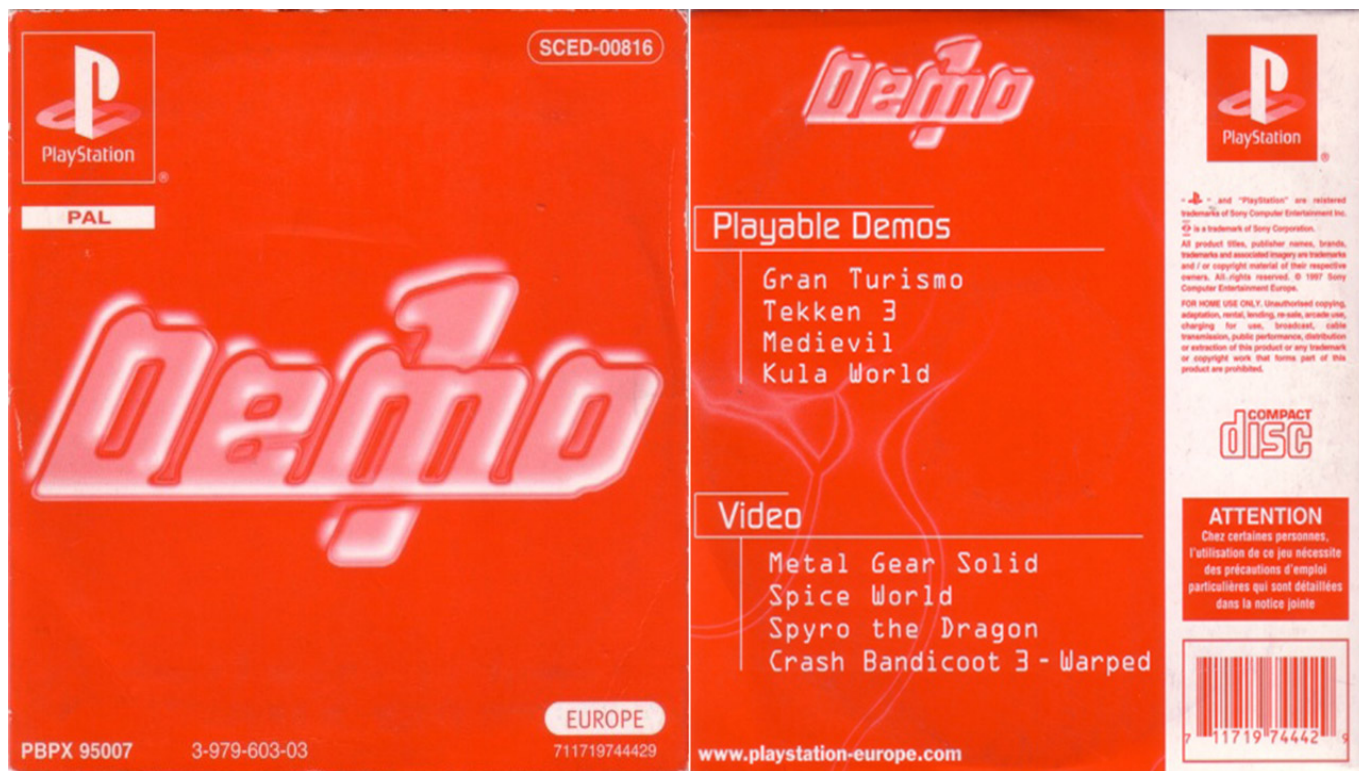 PlayStation
®
SCED-00816
PAL
Demo
1
EUROPE
PBPX 95007
3-979-603-03
711719744429
Demo
1
Playable Demos
Gran Turismo
Tekken 3
Medievil
Kula World
Video
Metal Gear Solid
Spice World
Spyro the Dragon
Crash Bandicoot 3 - Warped
www.playstation-europe.com
PlayStation
®
" " and "PlayStation" are reistered
trademarks of Sony Computer Entertainment Inc.
is a trademark of Sony Corporation.
All product titles, publisher names, brands,
trademarks and associated imagery are trademarks
and / or copyright material of their respective
owners. All rights reserved. © 1997 Sony
Computer Entertainment Europe.
FOR HOME USE ONLY. Unauthorised copying,
adaptation, rental, lending, re-sale, arcade use,
charging for use, broadcast, cable
transmission, public performance, distribution
or extraction of this product or any trademark
or copyright work that forms part of this
product are prohibited.
COMPACT
disc
ATTENTION
Chez certaines personnes,
l'utilisation de ce jeu nécessite
des précautions d'emploi
particulières qui sont détaillées
dans la notice jointe
7 11719 74442 9